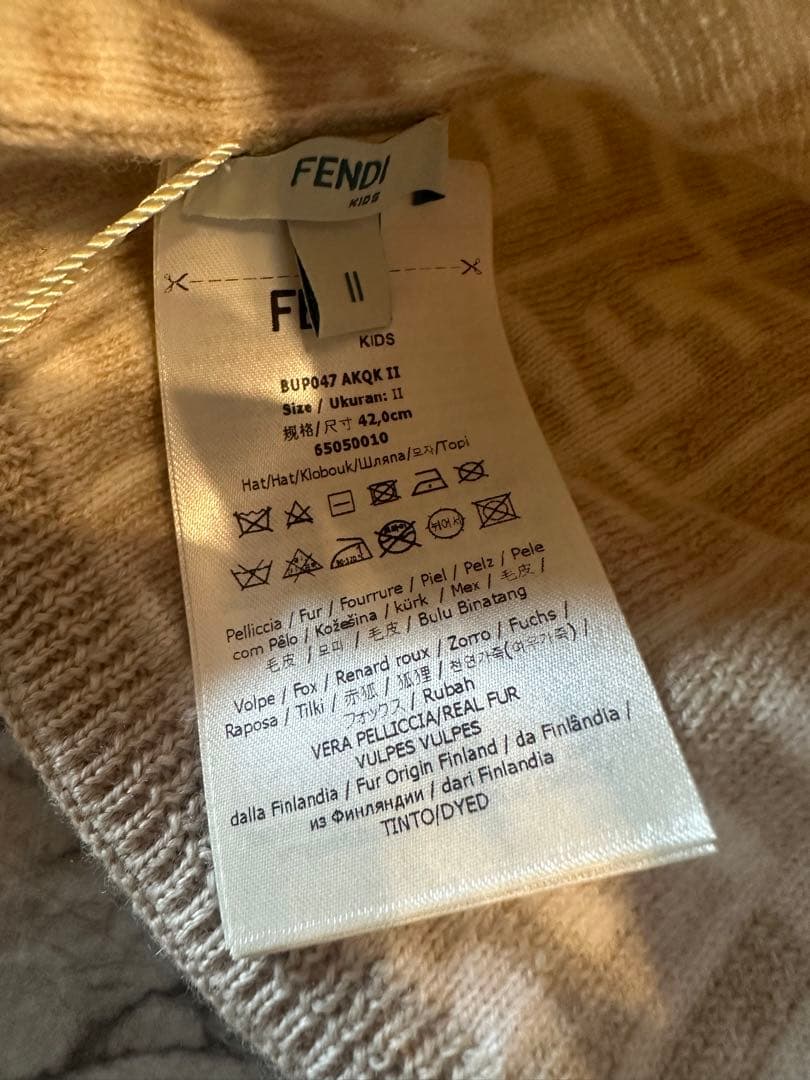 FENDI
KIDS
II
FE
KIDS
BUP047 AKQK II
Size / Ukuran: II
规格/尺寸 42,0cm
65050010
Hat/Hat/Klobouk/Шляпа/모자/Topi
쥐어서
Pelliccia / Fur / Fourrure / Piel / Pelz / Pele
com Pêlo / Kožešina / kürk / Mex / 毛皮 /
毛皮 / 모피 / 毛皮 / Bulu Binatang
Volpe / Fox / Renard roux / Zorro / Fuchs /
Raposa / Tilki / 赤狐 / 狐狸 / 천연가죽(여우가죽) /
フォックス / Rubah
VERA PELLICCIA/REAL FUR
VULPES VULPES
dalla Finlandia / Fur Origin Finland / da Finlândia /
из Финляндии / dari Finlandia
TINTO/DYED